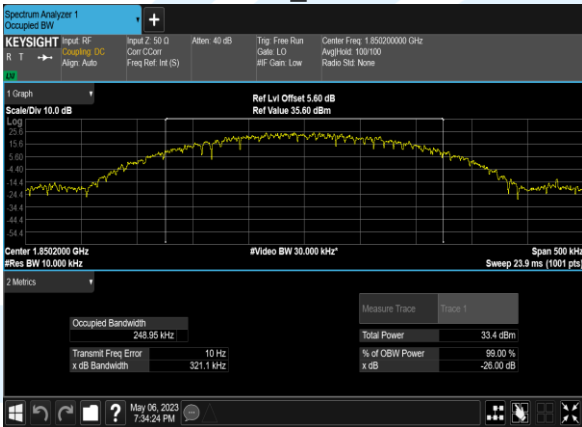 Spectrum Analyzer 1
Occupied BW
KEYSIGHT
R T
LU
Input: RF
Coupling: DC
Align: Auto
Input Z: 50 Ω
Corr CCorr
Freq Ref: Int (S)
Atten: 40 dB
Trig: Free Run
Gate: LO
#IF Gain: Low
Center Freq: 1.850200000 GHz
Avg|Hold: 100/100
Radio Std: None
1 Graph
Scale/Div 10.0 dB
Ref Lvl Offset 5.60 dB
Ref Value 35.60 dBm
Log
25.6
15.6
5.60
-4.40
-14.4
-24.4
-34.4
-44.4
-54.4
Center 1.8502000 GHz
#Res BW 10.000 kHz
#Video BW 30.000 kHz*
Span 500 kHz
Sweep 23.9 ms (1001 pts)
2 Metrics
Measure Trace
Trace 1
Occupied Bandwidth
248.95 kHz
Total Power
33.4 dBm
Transmit Freq Error
10 Hz
% of OBW Power
99.00 %
x dB Bandwidth
321.1 kHz
x dB
-26.00 dB
May 06, 2023
7:34:24 PM